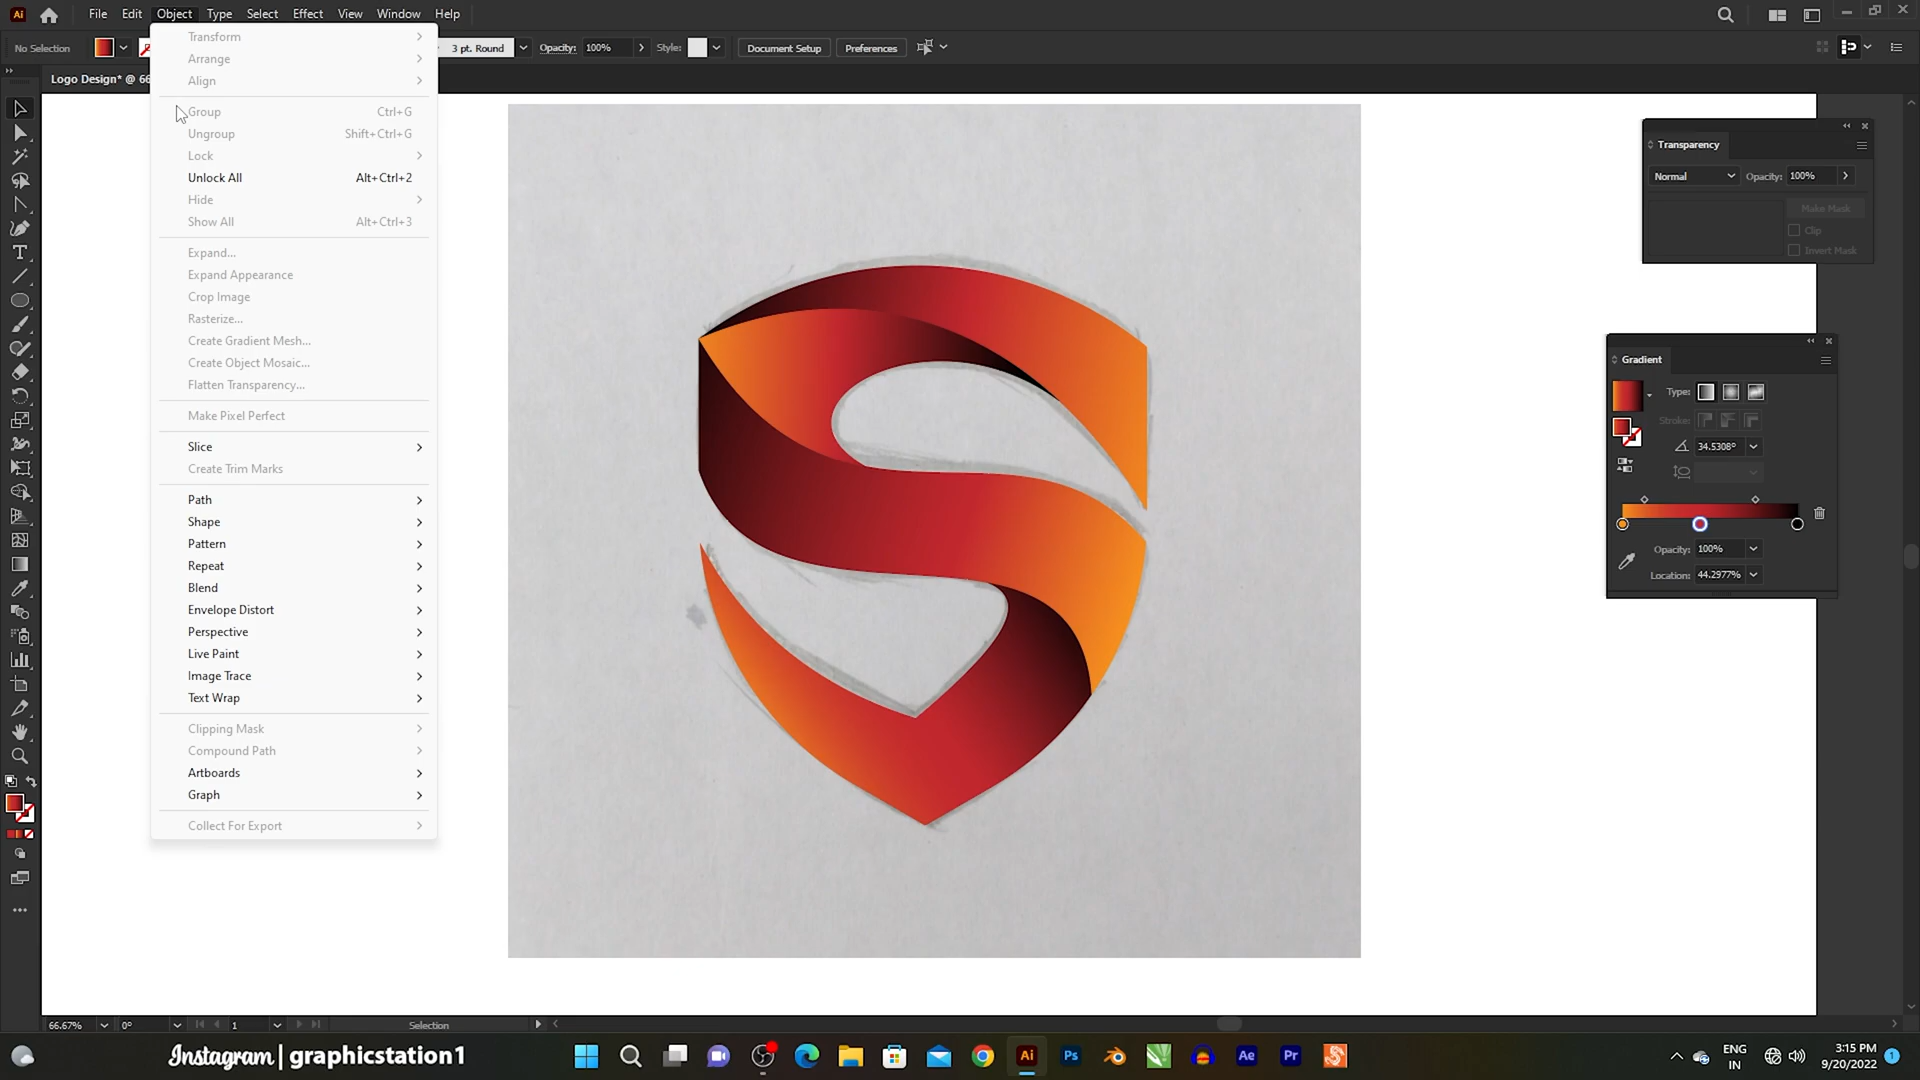 Ai File Edit Object Type Select Effect View Window Help
No Selection 3 pt. Round Opacity: 100% Style: Document Setup Preferences
Logo Design* @ 66
Transform
Arrange
Align
Group Ctrl+G
Ungroup Shift+Ctrl+G
Lock
Unlock All Alt+Ctrl+2
Hide
Show All Alt+Ctrl+3
Expand...
Expand Appearance
Crop Image
Rasterize...
Create Gradient Mesh...
Create Object Mosaic...
Flatten Transparency...
Make Pixel Perfect
Slice
Create Trim Marks
Path
Shape
Pattern
Repeat
Blend
Envelope Distort
Perspective
Live Paint
Image Trace
Text Wrap
Clipping Mask
Compound Path
Artboards
Graph
Collect For Export
Transparency
Normal Opacity: 100%
Make Mask
Clip
Invert Mask
Gradient
Type:
Stroke:
34.5308°
Opacity: 100%
Location: 44.2977%
66.67% 0° 1 Selection
Instagram | graphicstation1
Ai Ps Ae Pr
ENG
IN
3:15 PM
9/20/2022
1